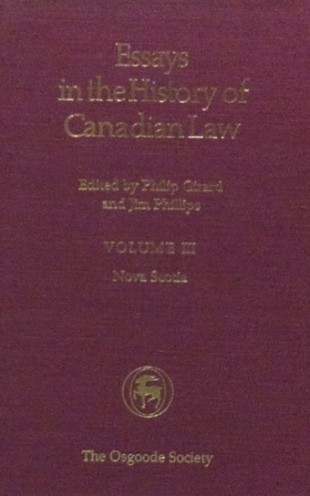 Essays
in the History of
Canadian Law
Edited by Philip Girard
and Jim Phillips
VOLUME III
Nova Scotia
The Osgoode Society